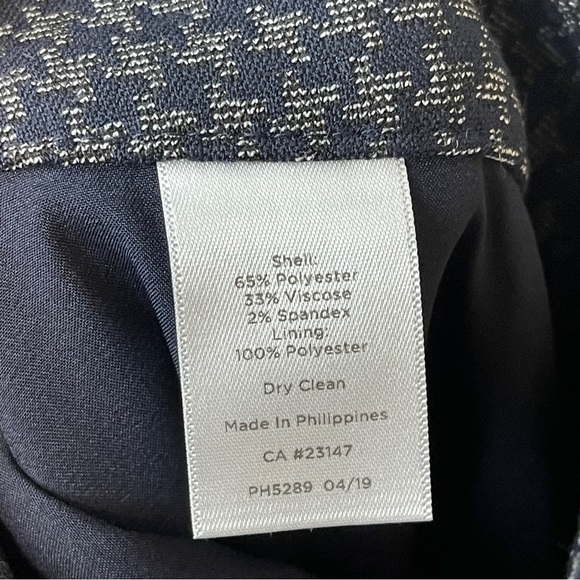 Shell:
65% Polyester
33% Viscose
2% Spandex
Lining:
100% Polyester
Dry Clean
Made In Philippines
CA #23147
PH5289 04/19